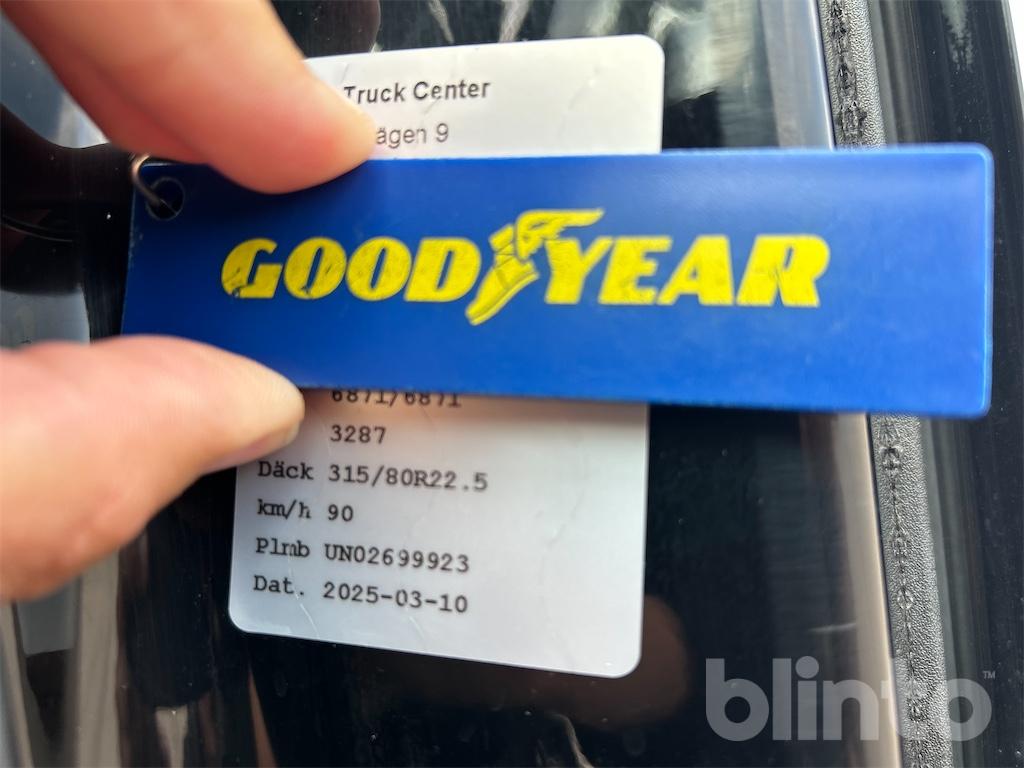 Truck Center
ägen 9
GOODYEAR
6871/6871
3287
Däck 315/80R22.5
km/h 90
Plmb UN02699923
Dat. 2025-03-10
blinto™